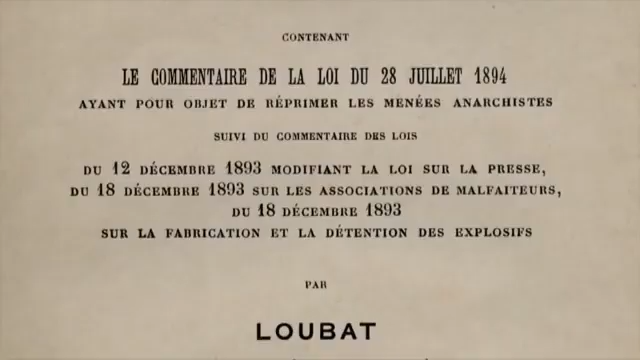 CONTENANT
LE COMMENTAIRE DE LA LOI DU 28 JUILLET 1894
AYANT POUR OBJET DE RÉPRIMER LES MENÉES ANARCHISTES
SUIVI DU COMMENTAIRE DES LOIS
DU 12 DÉCEMBRE 1893 MODIFIANT LA LOI SUR LA PRESSE,
DU 18 DÉCEMBRE 1893 SUR LES ASSOCIATIONS DE MALFAITEURS,
DU 18 DÉCEMBRE 1893
SUR LA FABRICATION ET LA DÉTENTION DES EXPLOSIFS
PAR
LOUBAT